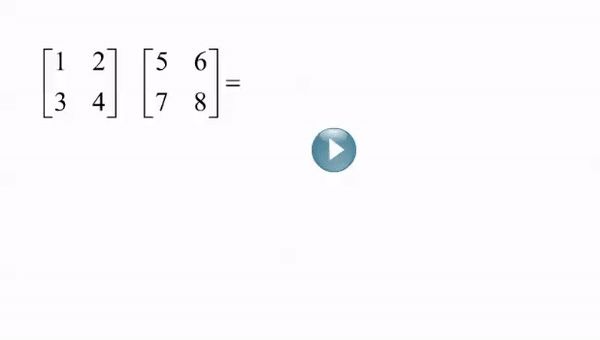 [1 2] [5 6] =
[3 4] [7 8]